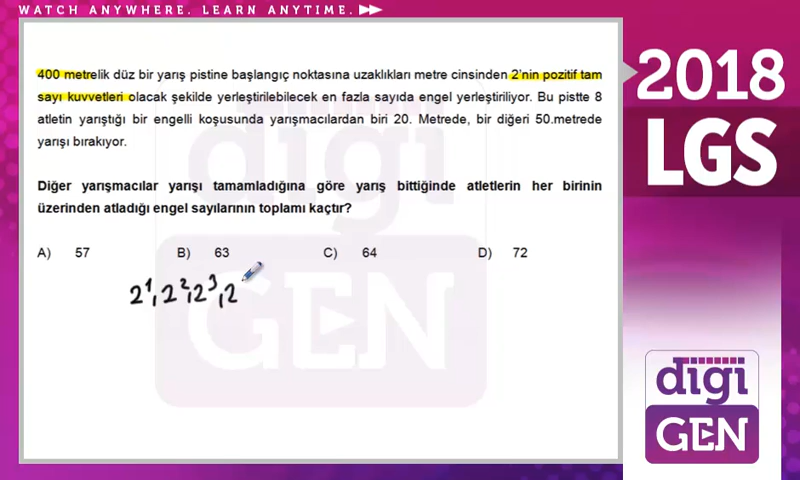 WATCH ANYWHERE. LEARN ANYTIME.
400 metrelik düz bir yarış pistine başlangıç noktasına uzaklıkları metre cinsinden 2'nin pozitif tam
sayı kuvvetleri olacak şekilde yerleştirilebilecek en fazla sayıda engel yerleştiriliyor. Bu pistte 8
atletin yarıştığı bir engelli koşusunda yarışmacılardan biri 20. Metrede, bir diğeri 50.metrede
yarışı bırakıyor.
Diğer yarışmacılar yarışı tamamladığına göre yarış bittiğinde atletlerin her birinin
üzerinden atladığı engel sayılarının toplamı kaçtır?
A) 57 B) 63 C) 64 D) 72
2¹, 2², 2³, 2
digi
GEN
2018
LGS
digi
GEN